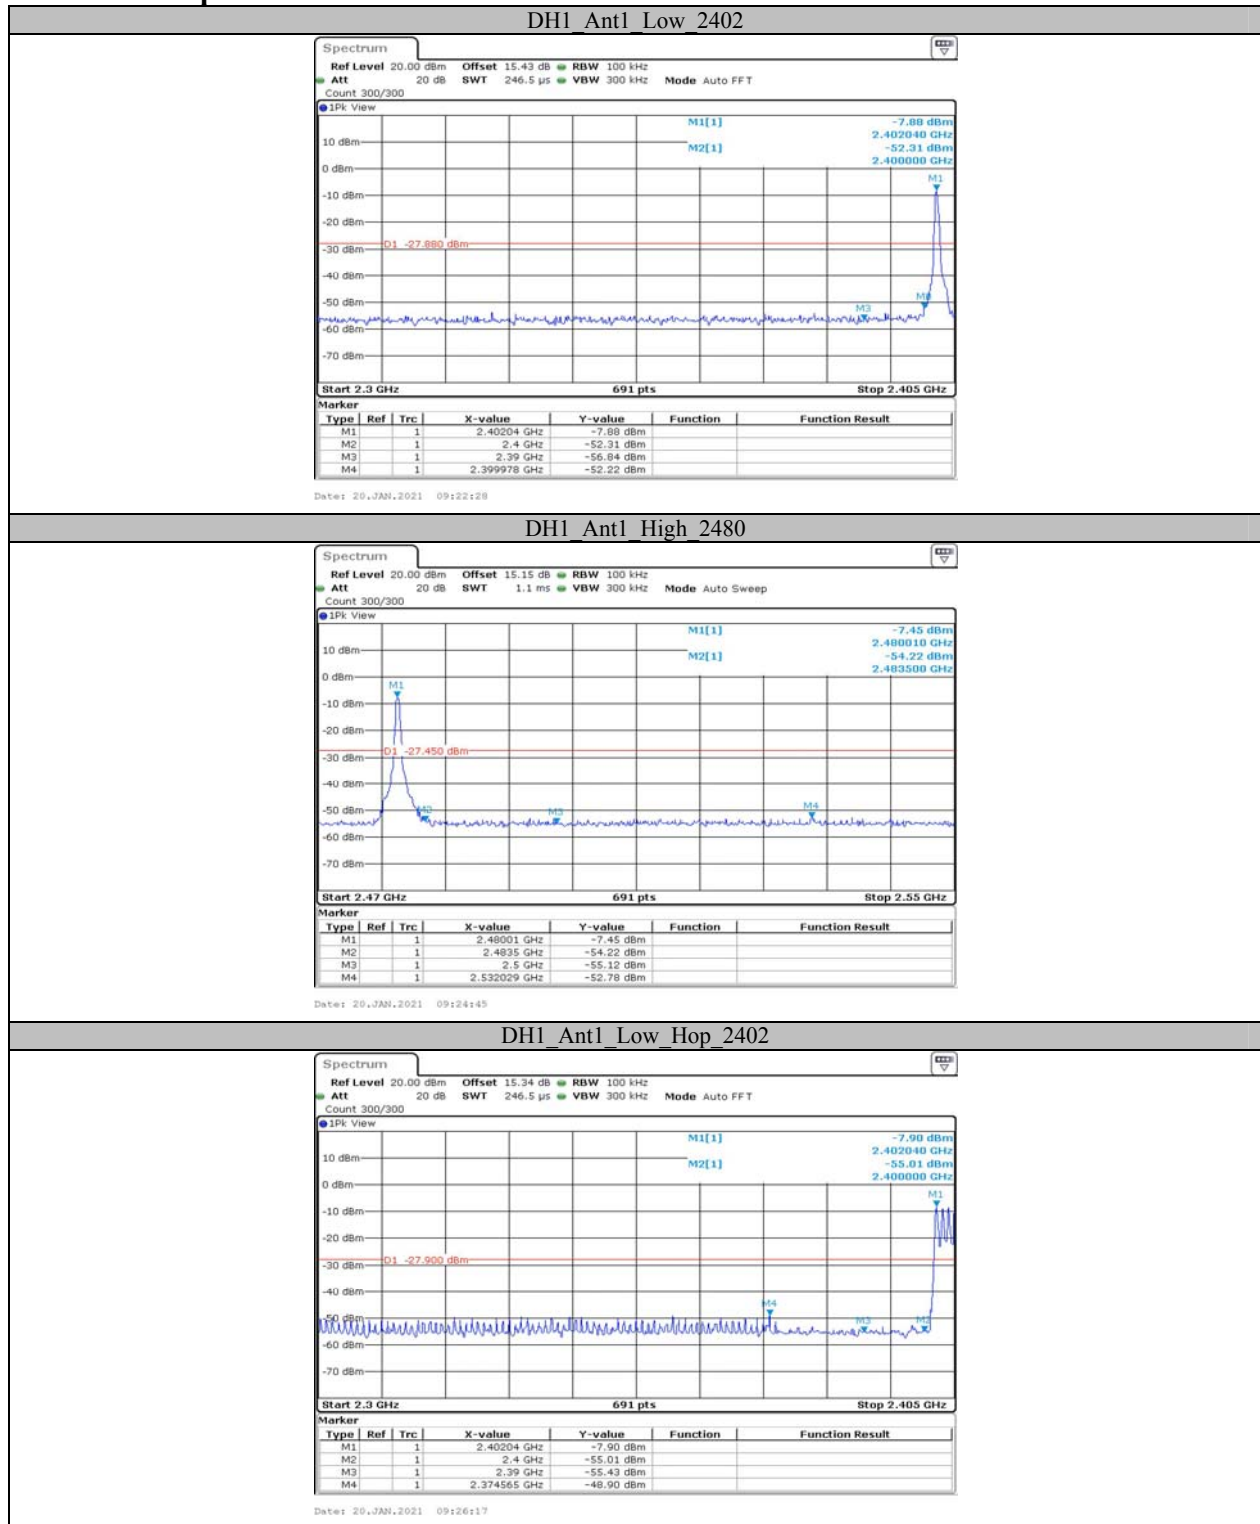 DH1_Ant1_Low_2402
Spectrum
Ref Level 20.00 dBm Offset 15.43 dB RBW 100 kHz
Att 20 dB SWT 246.5 µs VBW 300 kHz Mode Auto FFT
Count 300/300
1Pk View
M1[1] -7.88 dBm
2.402040 GHz
10 dBm
M2[1] -52.31 dBm
2.400000 GHz
0 dBm
M1
-10 dBm
-20 dBm
D1 -27.880 dBm
-30 dBm
-40 dBm
-50 dBm
M3
-60 dBm
-70 dBm
Start 2.3 GHz 691 pts Stop 2.405 GHz
Marker
Type Ref Trc X-value Y-value Function Function Result
M1 1 2.40204 GHz -7.88 dBm
M2 1 2.4 GHz -52.31 dBm
M3 1 2.39 GHz -56.84 dBm
M4 1 2.399978 GHz -52.22 dBm
Date: 20.JAN.2021 09:22:28
DH1_Ant1_High_2480
Spectrum
Ref Level 20.00 dBm Offset 15.15 dB RBW 100 kHz
Att 20 dB SWT 1.1 ms VBW 300 kHz Mode Auto Sweep
Count 300/300
1Pk View
M1[1] -7.45 dBm
2.480010 GHz
10 dBm
M2[1] -54.22 dBm
2.483500 GHz
0 dBm
M1
-10 dBm
-20 dBm
D1 -27.450 dBm
-30 dBm
-40 dBm
-50 dBm M2 M3 M4
-60 dBm
-70 dBm
Start 2.47 GHz 691 pts Stop 2.55 GHz
Marker
Type Ref Trc X-value Y-value Function Function Result
M1 1 2.48001 GHz -7.45 dBm
M2 1 2.4835 GHz -54.22 dBm
M3 1 2.5 GHz -55.12 dBm
M4 1 2.532029 GHz -52.78 dBm
Date: 20.JAN.2021 09:24:45
DH1_Ant1_Low_Hop_2402
Spectrum
Ref Level 20.00 dBm Offset 15.34 dB RBW 100 kHz
Att 20 dB SWT 246.5 µs VBW 300 kHz Mode Auto FFT
Count 300/300
1Pk View
M1[1] -7.90 dBm
2.402040 GHz
10 dBm
M2[1] -55.01 dBm
2.400000 GHz
0 dBm
M1
-10 dBm
-20 dBm
D1 -27.900 dBm
-30 dBm
-40 dBm
M4
-50 dBm M3 M2
-60 dBm
-70 dBm
Start 2.3 GHz 691 pts Stop 2.405 GHz
Marker
Type Ref Trc X-value Y-value Function Function Result
M1 1 2.40204 GHz -7.90 dBm
M2 1 2.4 GHz -55.01 dBm
M3 1 2.39 GHz -55.43 dBm
M4 1 2.374565 GHz -48.90 dBm
Date: 20.JAN.2021 09:26:17